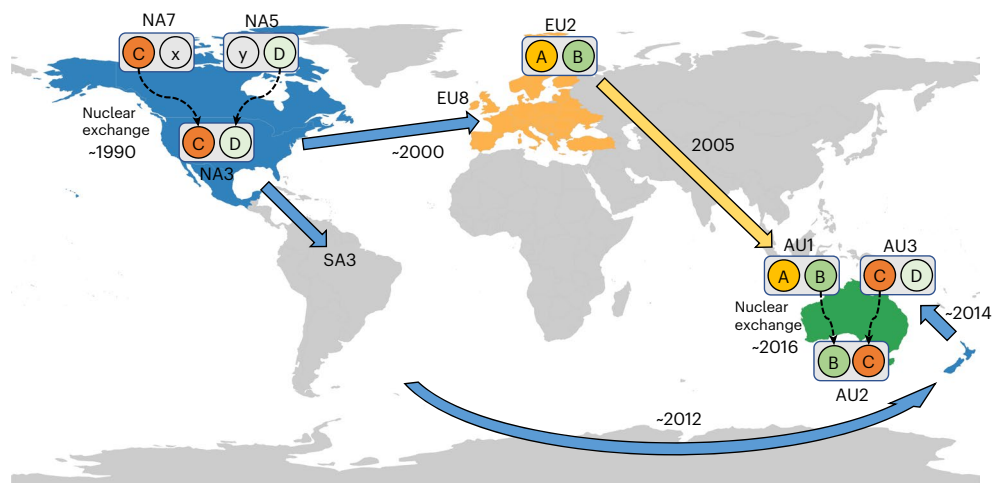 NA7
NA5
EU2
C
x
y
D
A
B
EU8
Nuclear
exchange
~1990
C
D
NA3
~2000
2005
SA3
AU1
AU3
A
B
C
D
Nuclear
exchange
~2016
~2014
B
C
AU2
~2012